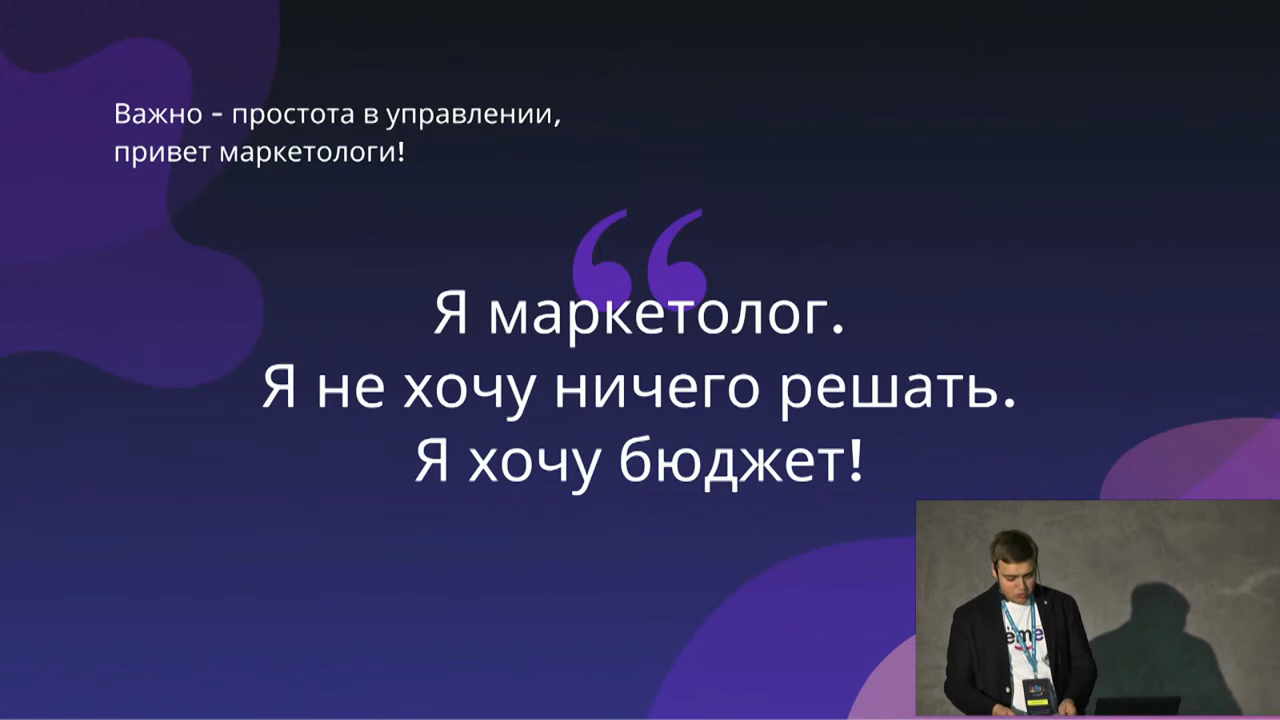 Важно - простота в управлении,
привет маркетологи!
Я маркетолог.
Я не хочу ничего решать.
Я хочу бюджет!